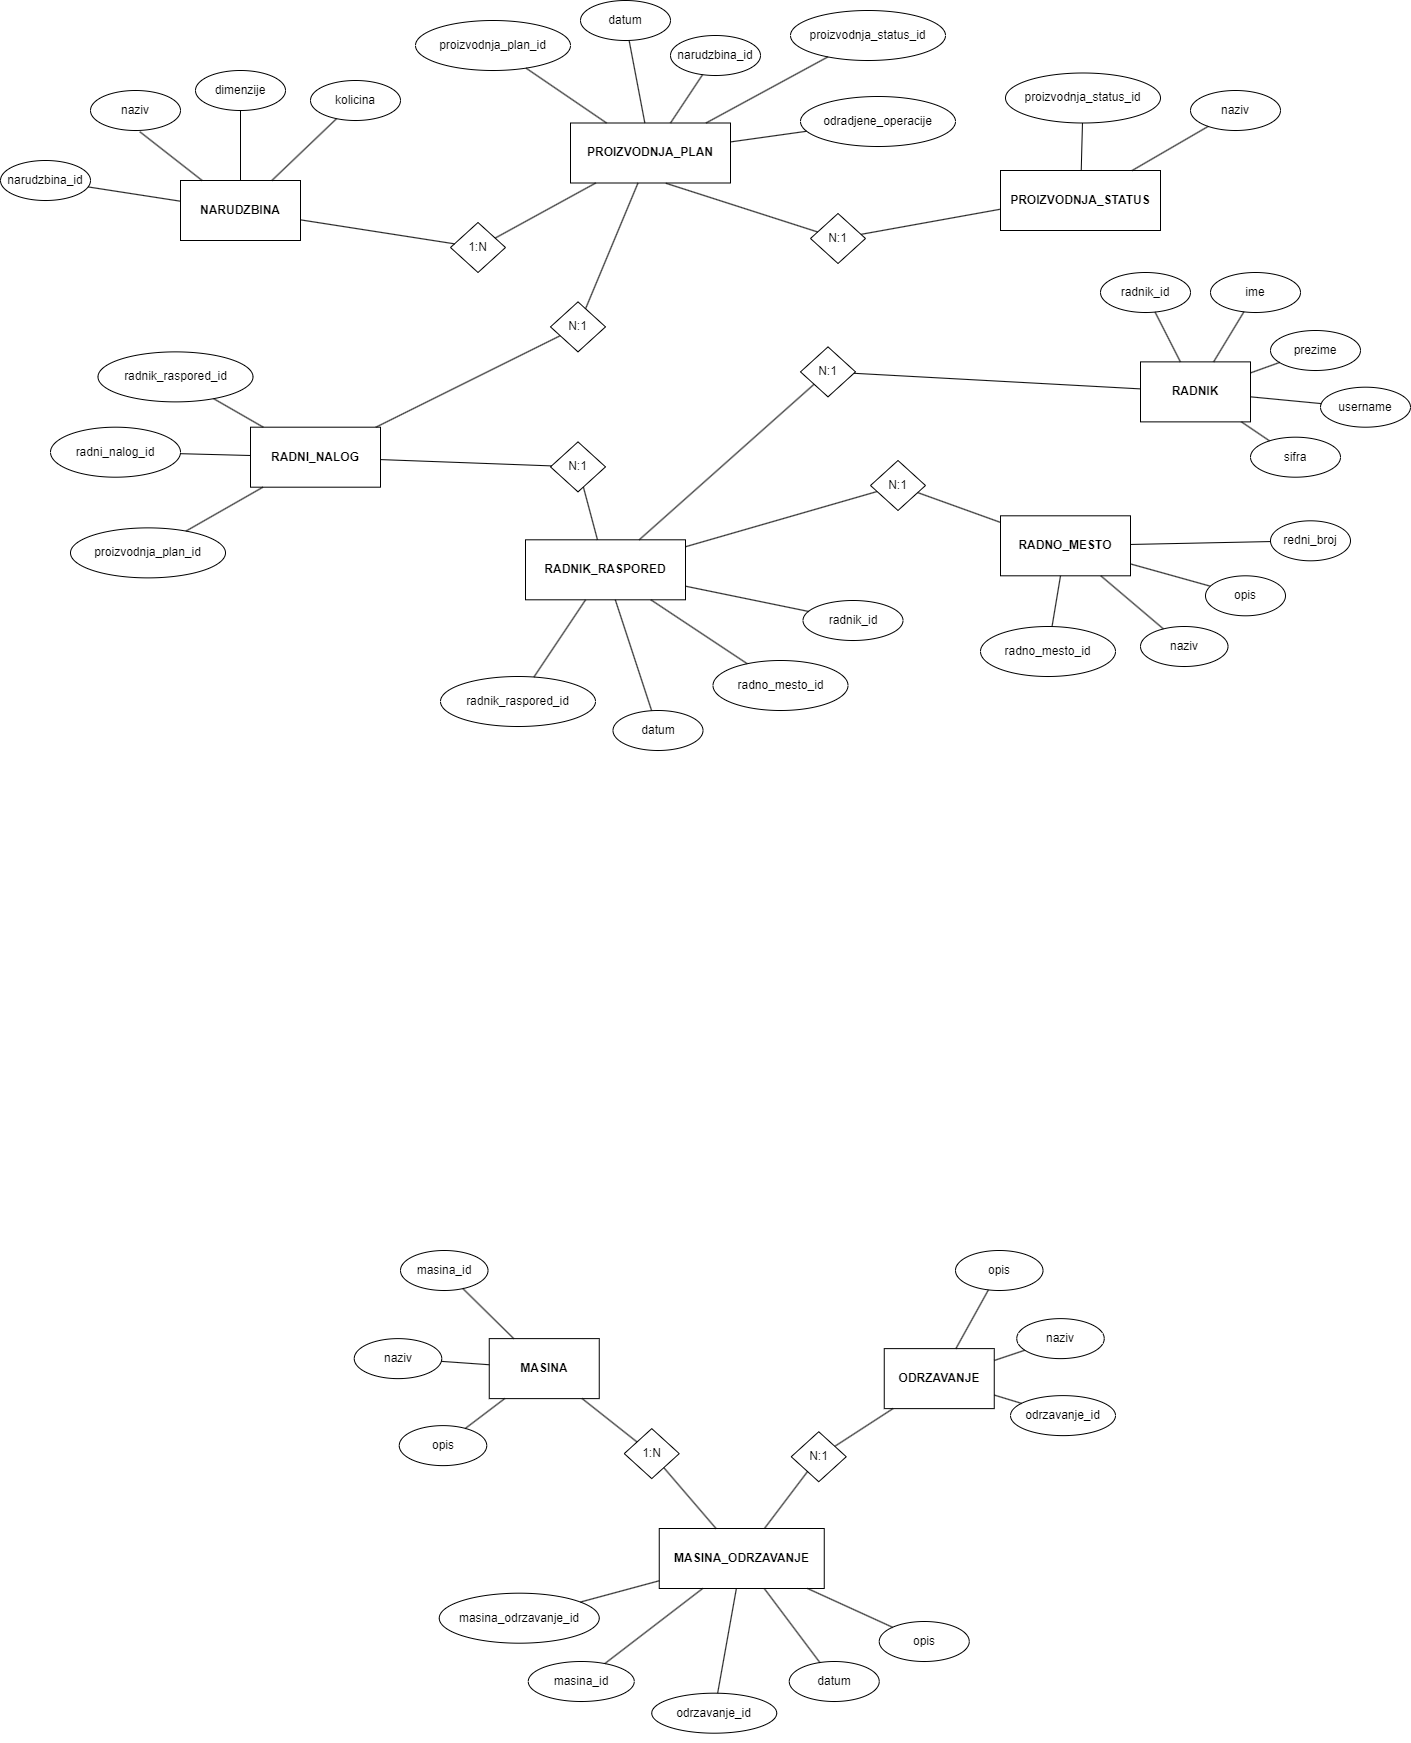 datum
proizvodnja_plan_id
narudzbina_id
proizvodnja_status_id
naziv
dimenzije
kolicina
odradjene_operacije
proizvodnja_status_id
naziv
narudzbina_id
NARUDZBINA
PROIZVODNJA_PLAN
PROIZVODNJA_STATUS
1:N
N:1
N:1
radnik_id
ime
prezime
radnik_raspored_id
N:1
RADNIK
username
sifra
radni_nalog_id
RADNI_NALOG
N:1
N:1
proizvodnja_plan_id
RADNIK_RASPORED
RADNO_MESTO
redni_broj
opis
radnik_id
radno_mesto_id
naziv
radnik_raspored_id
radno_mesto_id
datum
masina_id
opis
naziv
MASINA
naziv
ODRZAVANJE
opis
odrzavanje_id
1:N
N:1
MASINA_ODRZAVANJE
masina_odrzavanje_id
opis
masina_id
datum
odrzavanje_id